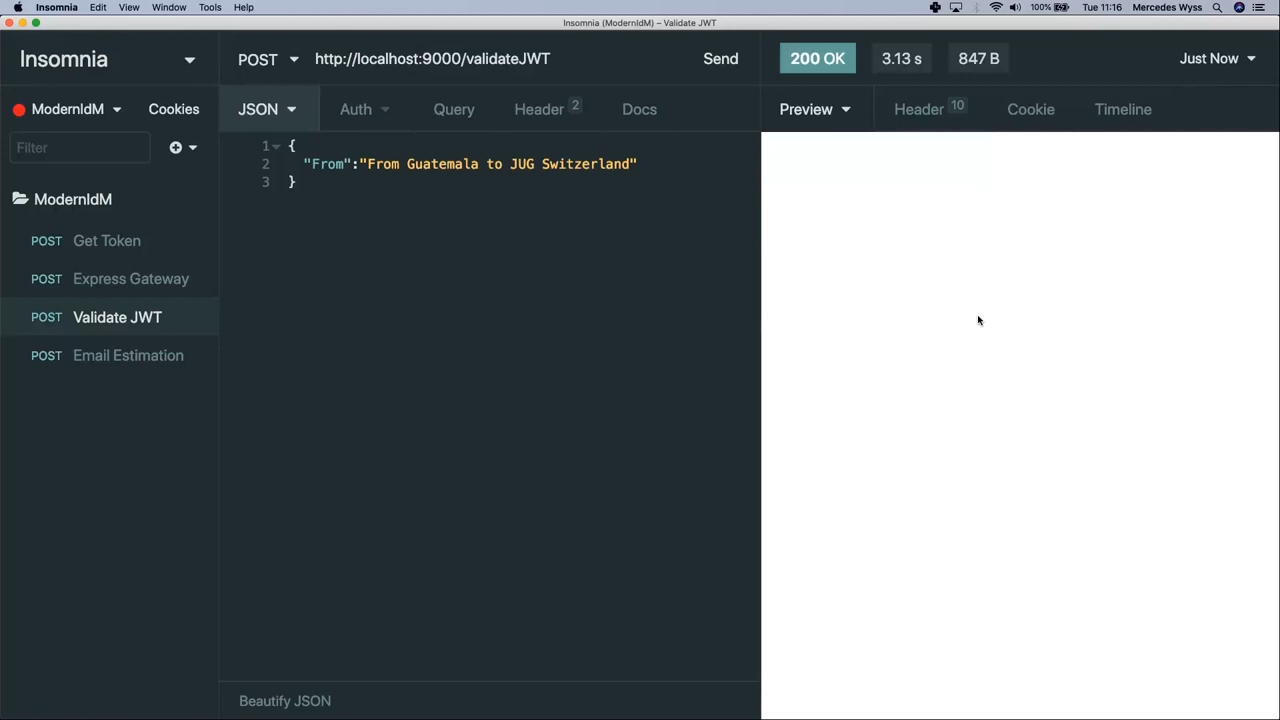 Insomnia File Edit View Window Tools Help 100% Tue 11:16 Mercedes Wyss
Insomnia (ModernIdM) – Validate JWT
Insomnia
POST http://localhost:9000/validateJWT Send
200 OK 3.13 s 847 B Just Now
ModernIdM Cookies
JSON Auth Query Header 2 Docs
Preview Header 10 Cookie Timeline
Filter
1 {
2 "From":"From Guatemala to JUG Switzerland"
3 }
ModernIdM
POST Get Token
POST Express Gateway
POST Validate JWT
POST Email Estimation
Beautify JSON